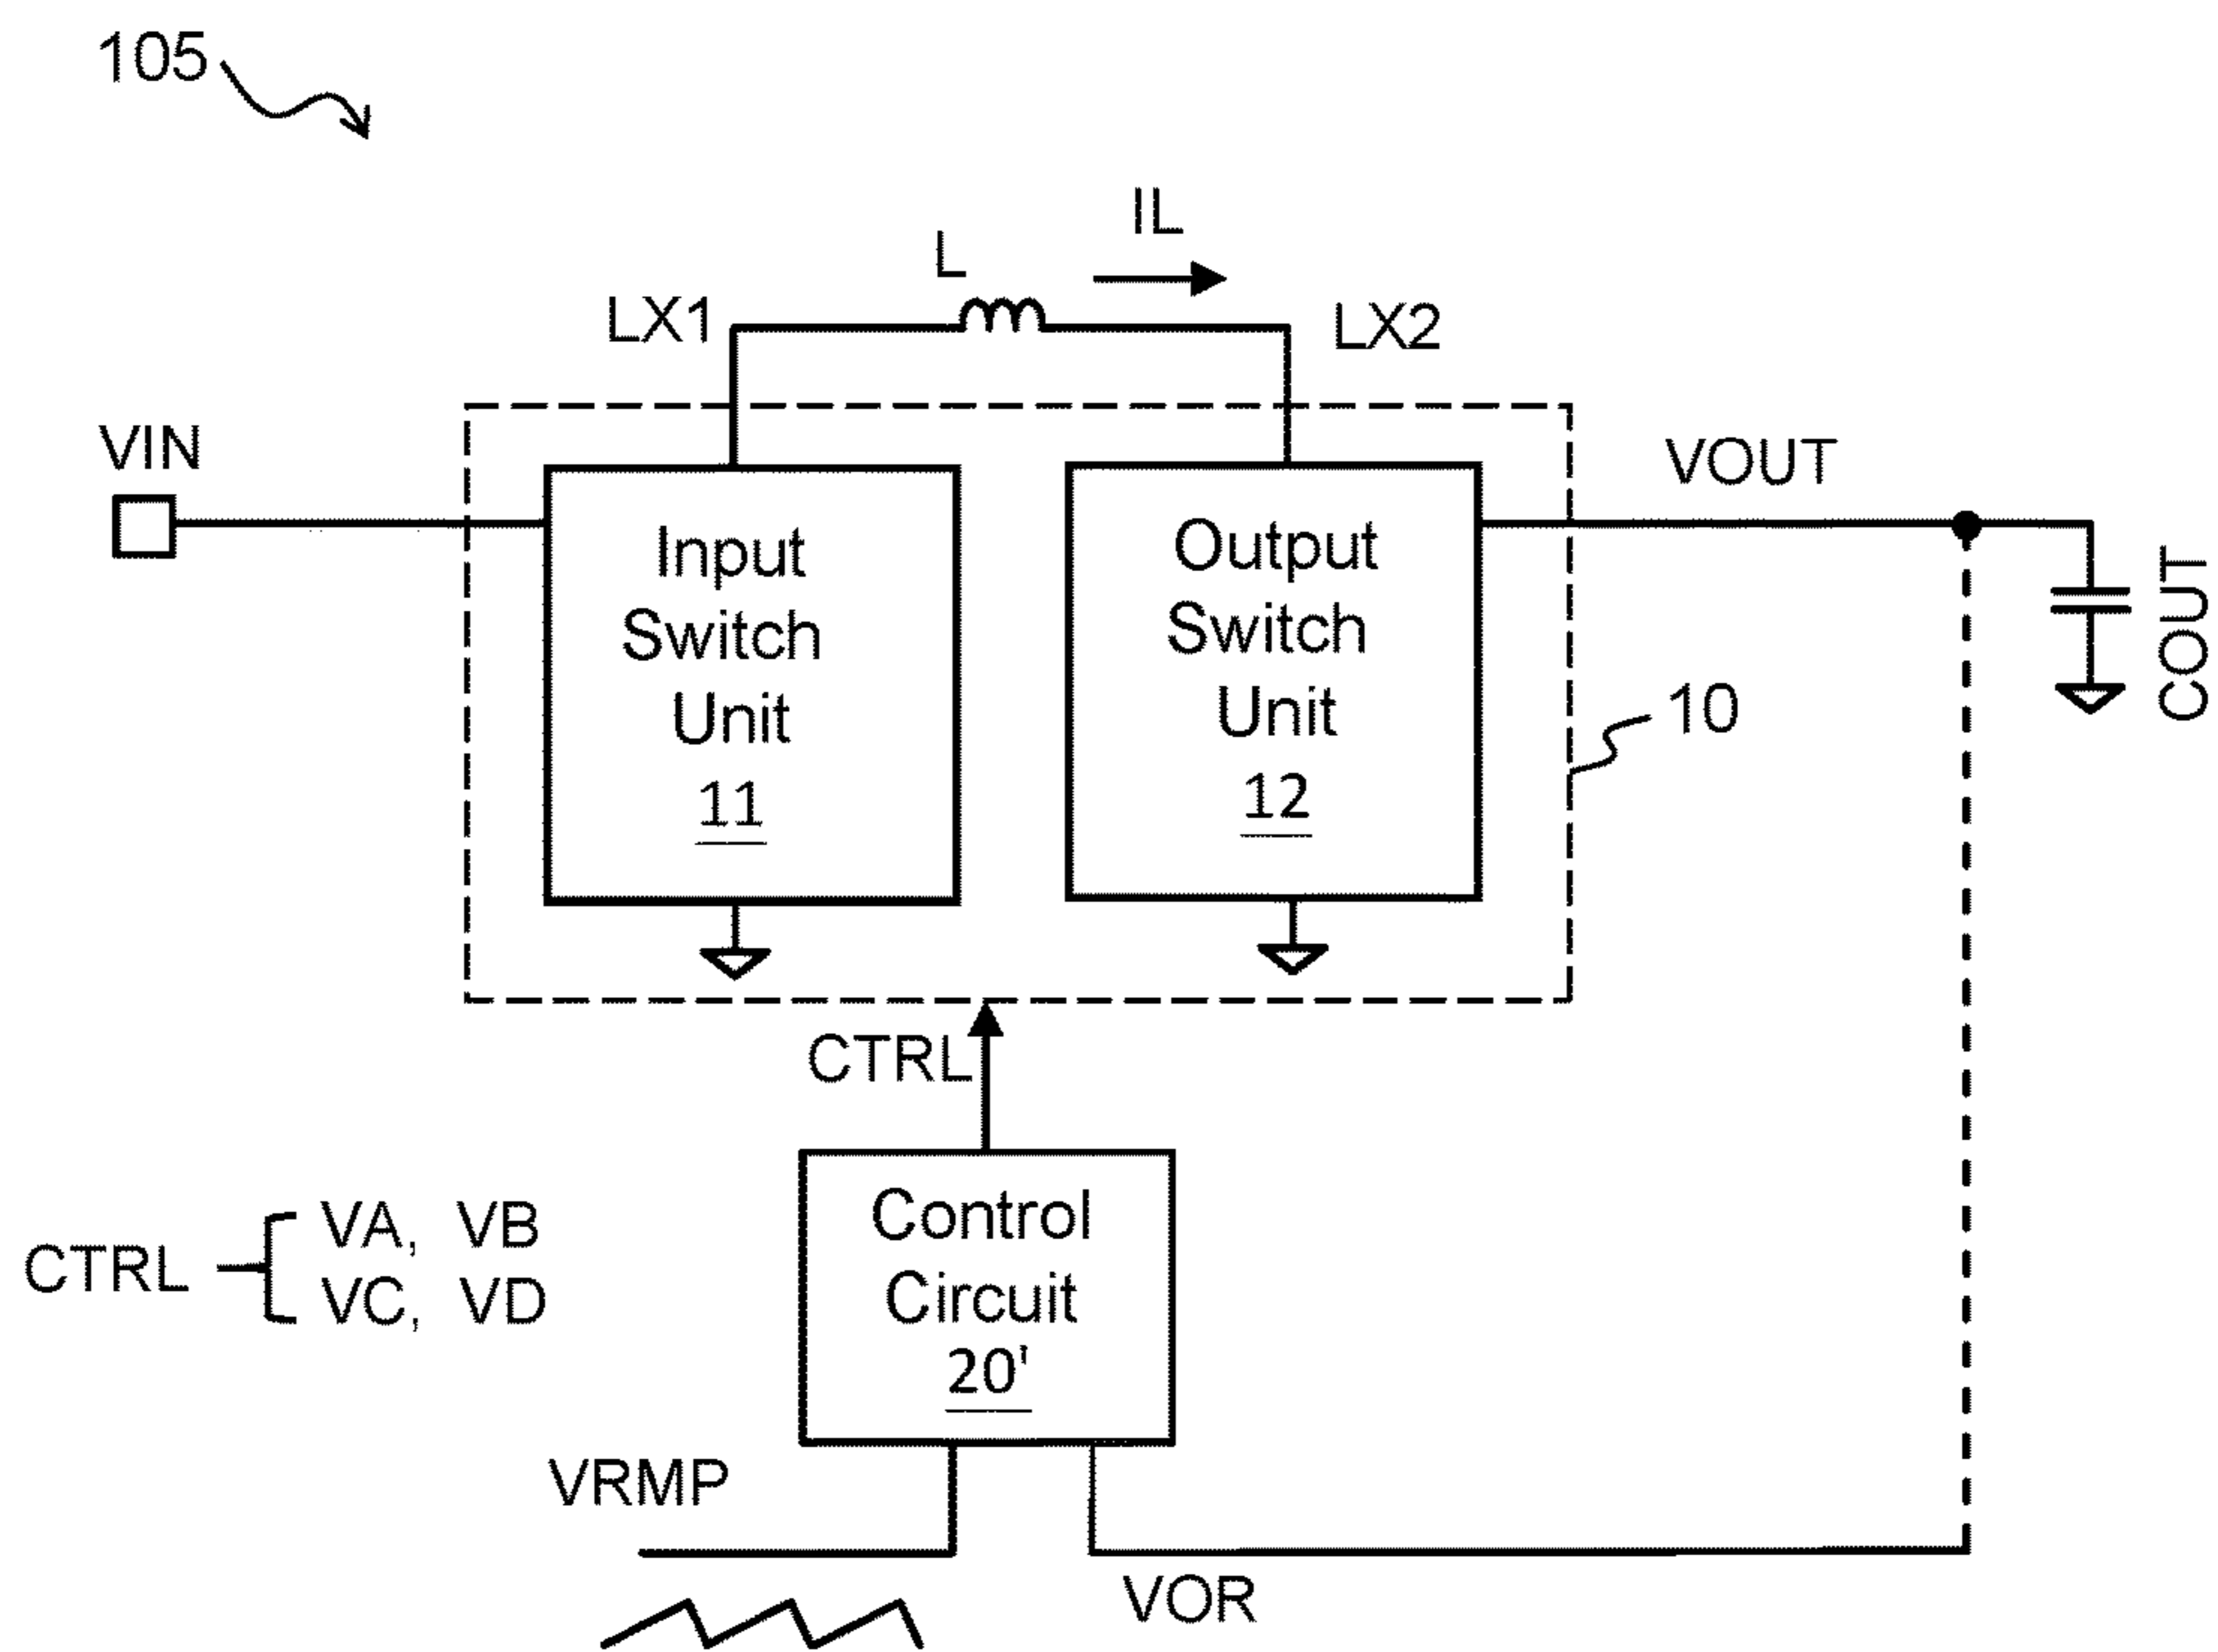 105
IL
L
LX1
LX2
VIN
VOUT
Input
Switch
Unit
11
Output
Switch
Unit
12
COUT
10
CTRL
Control
Circuit
20'
CTRL
VA, VB
VC, VD
VRMP
VOR